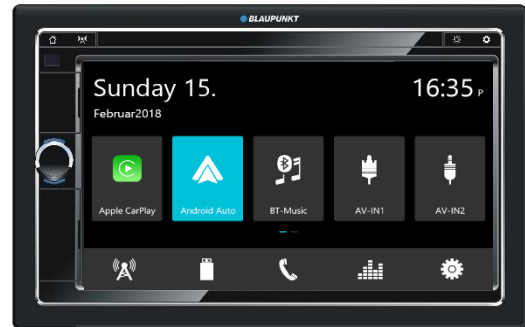 BLAUPUNKT
Sunday 15.
Februar2018
16:35 P
Apple CarPlay
Android Auto
BT-Music
AV-IN1
AV-IN2